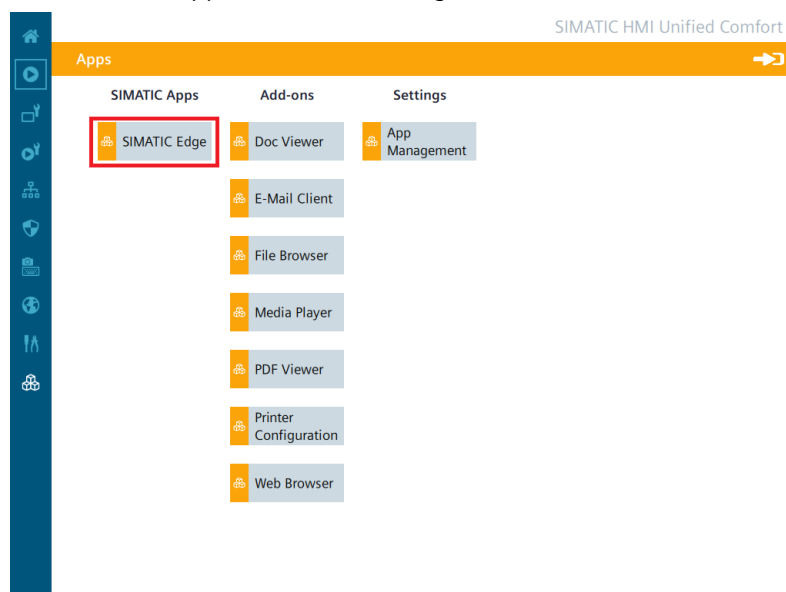 SIMATIC HMI Unified Comfort
Apps
SIMATIC Apps
Add-ons
Settings
SIMATIC Edge
Doc Viewer
App
Management
E-Mail Client
File Browser
Media Player
PDF Viewer
Printer
Configuration
Web Browser